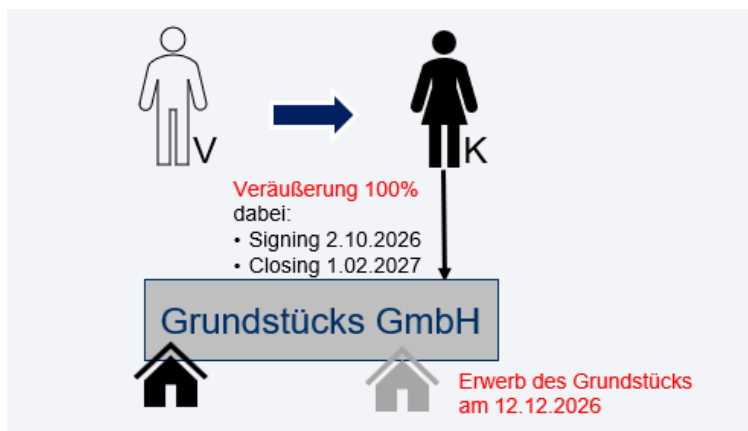 V
K
Veräußerung 100%
dabei:
• Signing 2.10.2026
• Closing 1.02.2027
Grundstücks GmbH
Erwerb des Grundstücks
am 12.12.2026